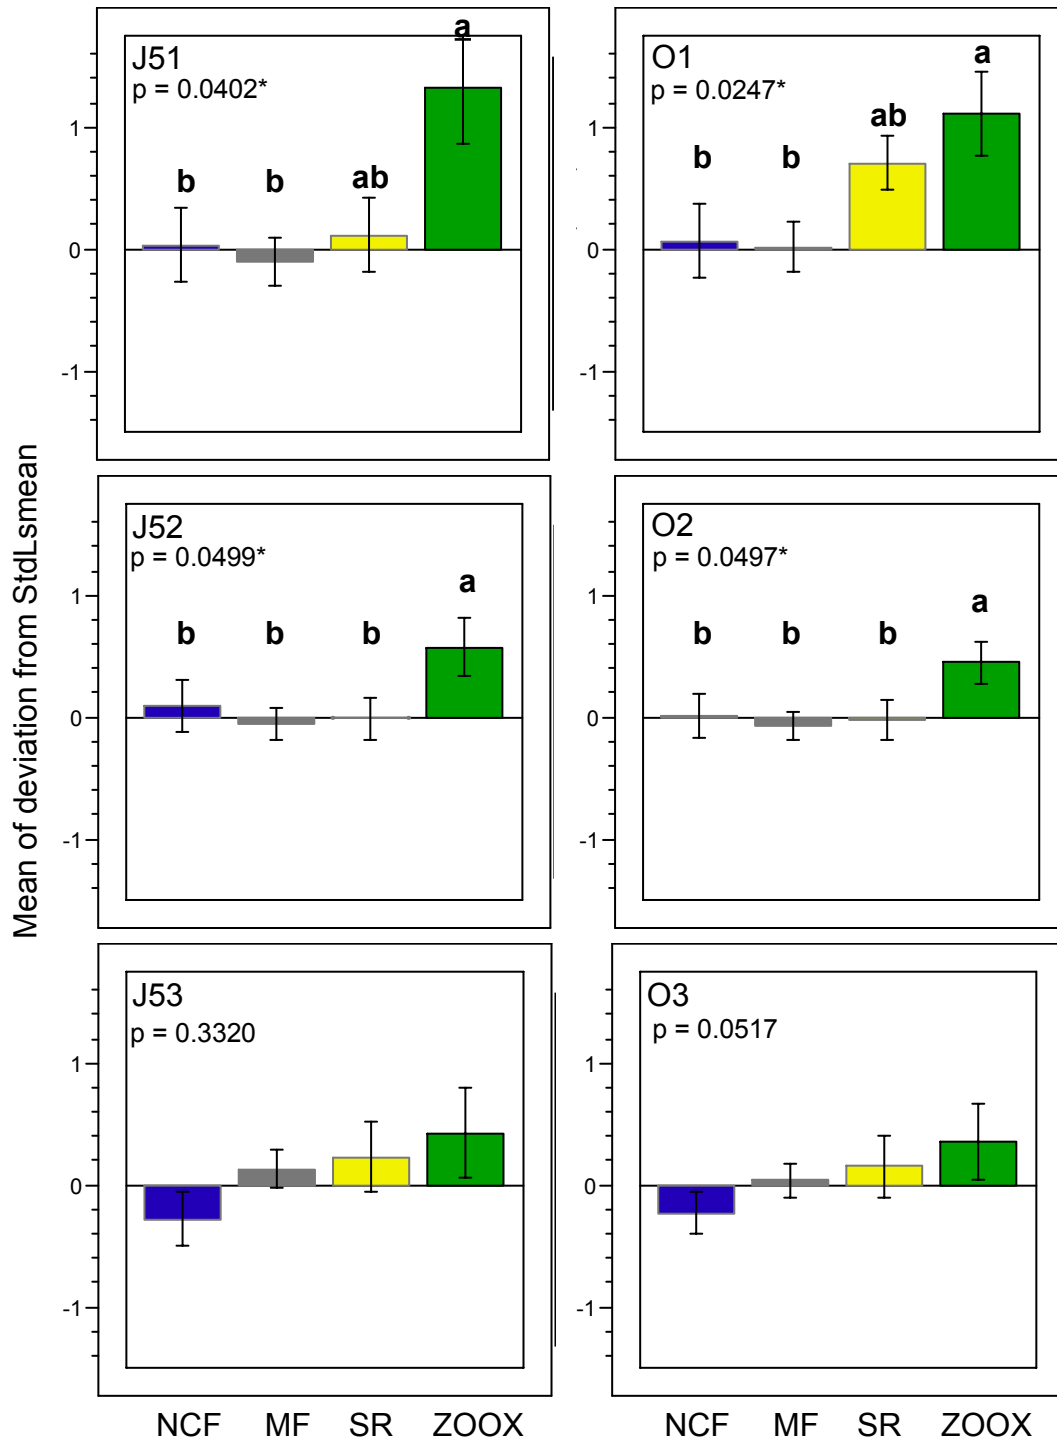 Mean of deviation from StdLsmean
J51
p = 0.0402*
1
0
-1
b
b
ab
a
O1
p = 0.0247*
1
0
-1
b
b
ab
a
J52
p = 0.0499*
1
0
-1
b
b
b
a
O2
p = 0.0497*
1
0
-1
b
b
b
a
J53
p = 0.3320
1
0
-1
O3
p = 0.0517
1
0
-1
NCF MF SR ZOOX
NCF MF SR ZOOX